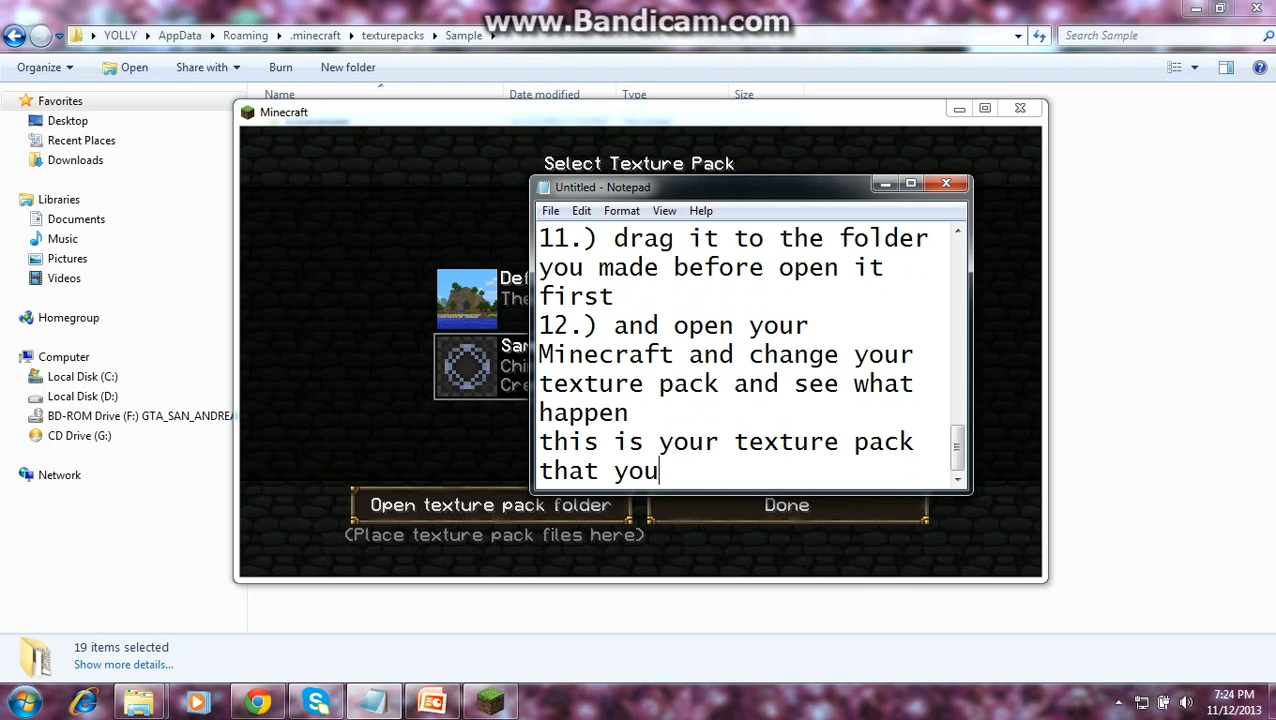 www.Bandicam.com
YOLLY AppData Roaming .minecraft texturepacks Sample
Search Sample
Organize Open Share with Burn New folder
Name Date modified Type Size
Favorites
Desktop
Recent Places
Downloads
Libraries
Documents
Music
Pictures
Videos
Homegroup
Computer
Local Disk (C:)
Local Disk (D:)
BD-ROM Drive (F:) GTA_SAN_ANDREA
CD Drive (G:)
Network
Minecraft
Select Texture Pack
Def
The
Sam
Chi
Cre
Open texture pack folder
Done
(Place texture pack files here)
Untitled - Notepad
File Edit Format View Help
11.) drag it to the folder
you made before open it
first
12.) and open your
Minecraft and change your
texture pack and see what
happen
this is your texture pack
that you
19 items selected
Show more details...
7:24 PM
11/12/2013